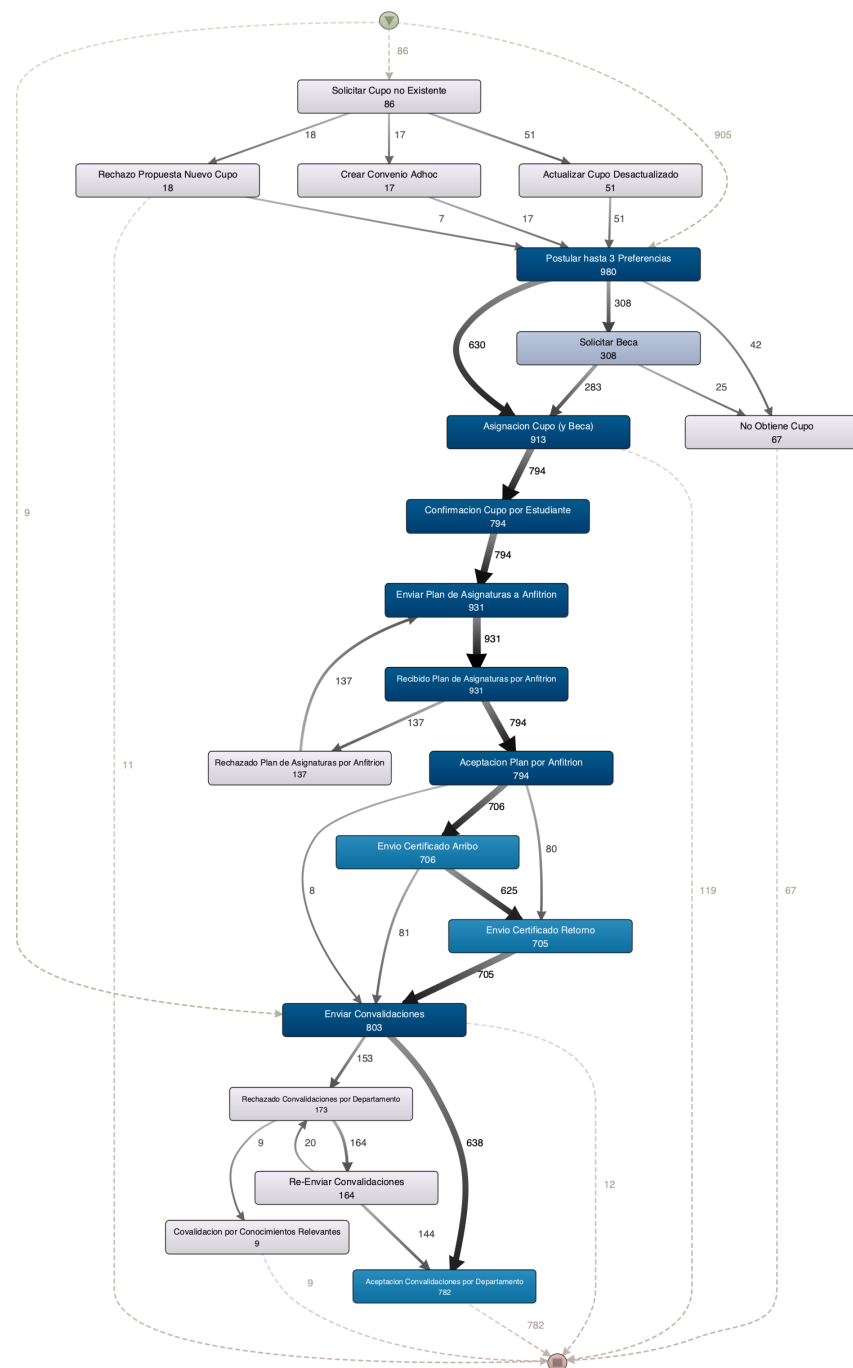 86
Solicitar Cupo no Existente
86
905
18
17
51
Rechazo Propuesta Nuevo Cupo
18
Crear Convenio Adhoc
17
Actualizar Cupo Desactualizado
51
7
17
51
Postular hasta 3 Preferencias
980
308
630
42
Solicitar Beca
308
283
25
Asignacion Cupo (y Beca)
913
No Obtiene Cupo
67
794
9
Confirmacion Cupo por Estudiante
794
794
Enviar Plan de Asignaturas a Anfitrion
931
931
137
Recibido Plan de Asignaturas por Anfitrion
931
137
794
11
Rechazado Plan de Asignaturas por Anfitrion
137
Aceptacion Plan por Anfitrion
794
706
Envio Certificado Arribo
706
80
8
625
119
67
81
Envio Certificado Retorno
705
705
Enviar Convalidaciones
803
153
Rechazado Convalidaciones por Departamento
173
9
20
164
638
Re-Enviar Convalidaciones
164
12
Covalidacion por Conocimientos Relevantes
9
144
9
Aceptacion Convalidaciones por Departamento
782
782